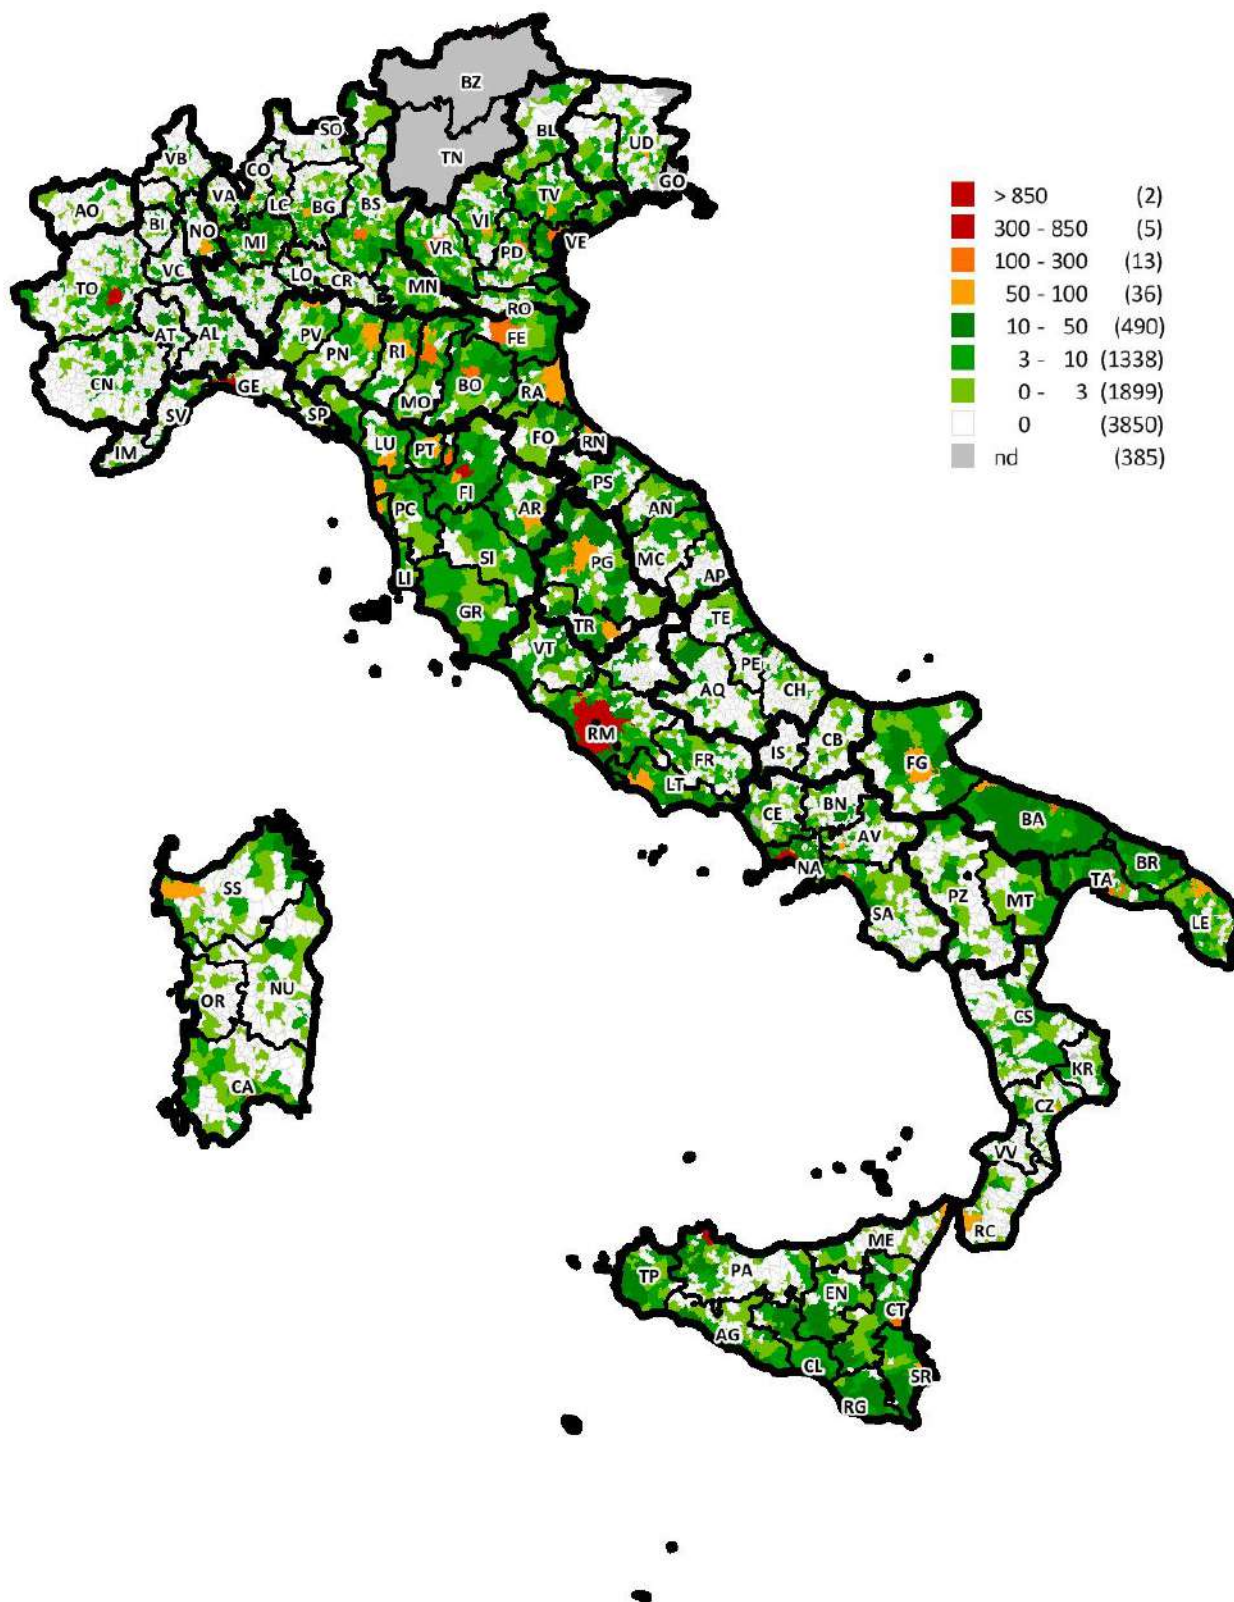 BZ
SO
BL
UD
VB
CO
TN
GO
AO
VA
LC
BG
BS
TV
BI
NO
MI
VI
VE
VR
PD
TO
VC
LO
CR
MN
RO
AT
AL
PV
PN
RI
FE
CN
GE
BO
RA
SV
SP
MO
IM
LU
PT
FO
RN
FI
PS
PC
AR
AN
SI
PG
MC
LI
AP
GR
TR
TE
VT
PE
AQ
CH
RM
IS
CB
FR
FG
LT
CE
BN
BA
AV
NA
BR
TA
PZ
MT
SA
LE
SS
NU
OR
CS
CA
KR
CZ
VV
RC
ME
TP
PA
EN
CT
AG
CL
SR
RG
> 850 (2)
300 - 850 (5)
100 - 300 (13)
50 - 100 (36)
10 - 50 (490)
3 - 10 (1338)
0 - 3 (1899)
0 (3850)
nd (385)